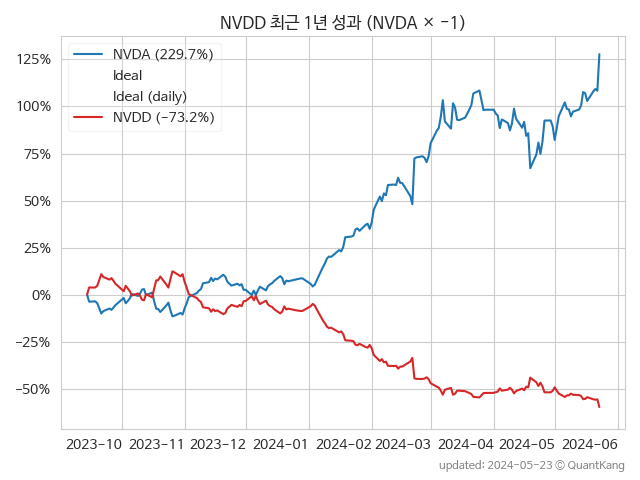 NVDD 최근 1년 성과 (NVDA × −1)
NVDA (229.7%)
Ideal
Ideal (daily)
NVDD (−73.2%)
125%
100%
75%
50%
25%
0%
−25%
−50%
2023-10 2023-11 2023-12 2024-01 2024-02 2024-03 2024-04 2024-05 2024-06
updated: 2024-05-23 © QuantKang